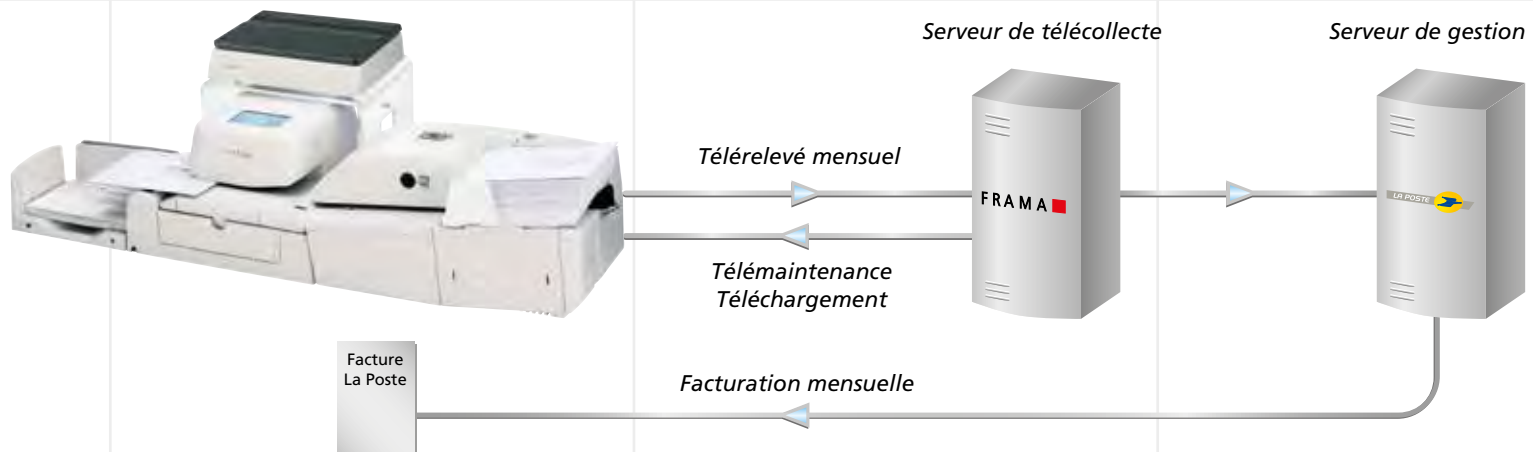 Serveur de télécollecte
Serveur de gestion
Télérelevé mensuel
FRAMA
LA POSTE
Télémaintenance
Téléchargement
Facture
La Poste
Facturation mensuelle